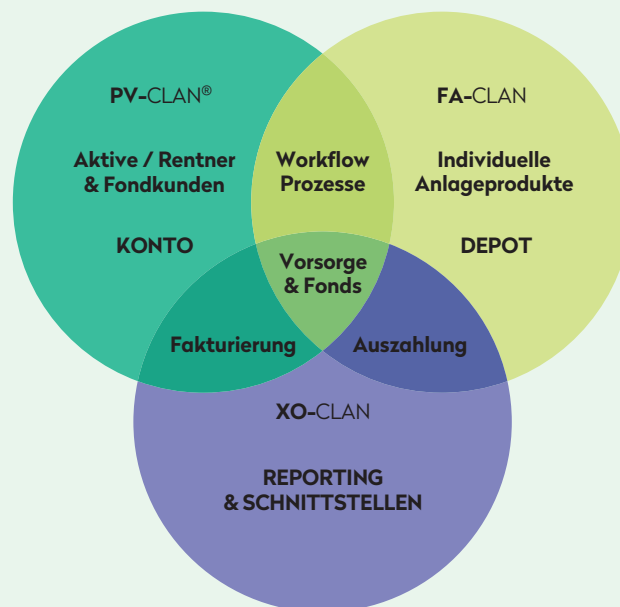 PV-CLAN®
Aktive / Rentner
& Fondkunden
KONTO
Workflow
Prozesse
FA-CLAN
Individuelle
Anlageprodukte
DEPOT
Vorsorge
& Fonds
Fakturierung
Auszahlung
XO-CLAN
REPORTING
& SCHNITTSTELLEN